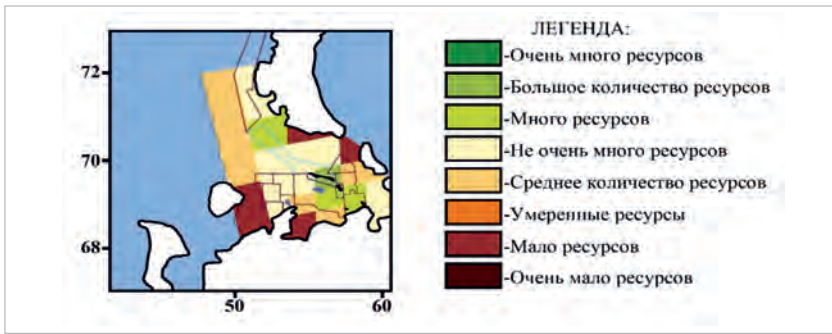 ЛЕГЕНДА:
-Очень много ресурсов
-Большое количество ресурсов
-Много ресурсов
-Не очень много ресурсов
-Среднее количество ресурсов
-Умеренные ресурсы
-Мало ресурсов
-Очень мало ресурсов
72
70
68
50
60